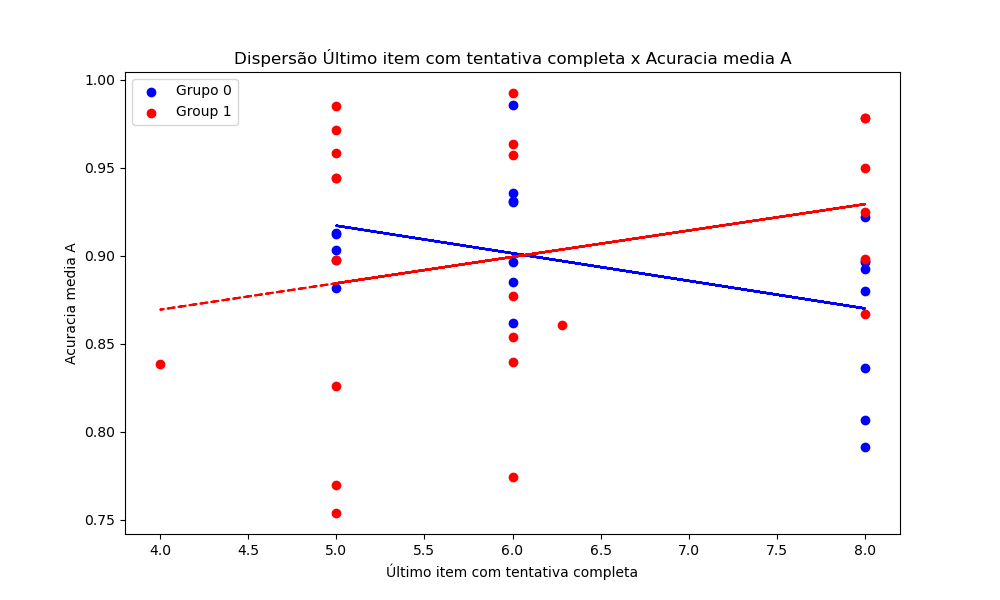 Dispersão Último item com tentativa completa x Acuracia media A
Grupo 0
Group 1
Acuracia media A
1.00
0.95
0.90
0.85
0.80
0.75
4.0 4.5 5.0 5.5 6.0 6.5 7.0 7.5 8.0
Último item com tentativa completa